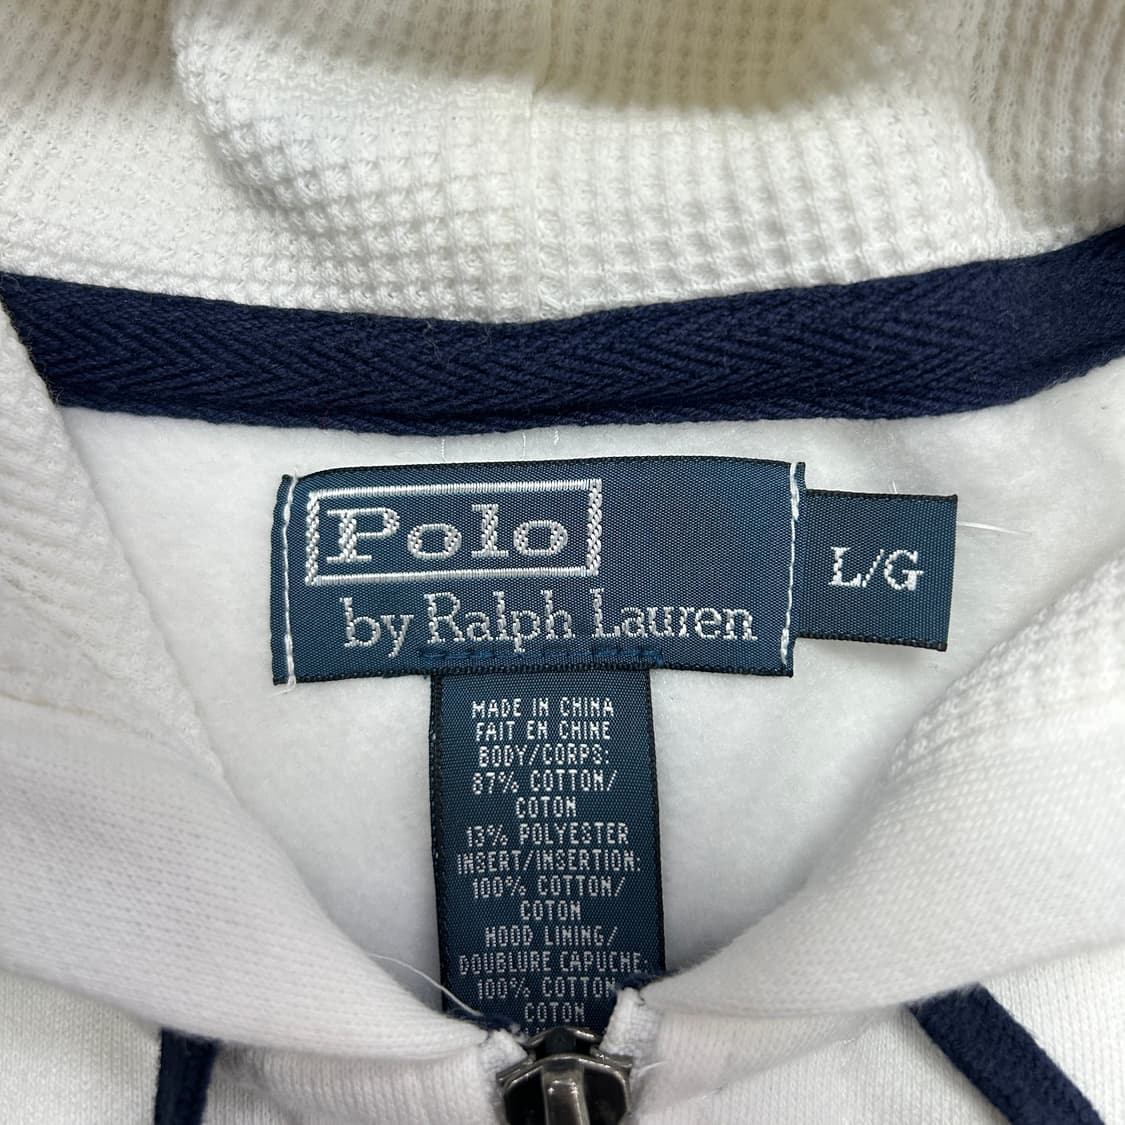 Polo
by Ralph Lauren
L/G
MADE IN CHINA
FAIT EN CHINE
BODY/CORPS:
87% COTTON/
COTON
13% POLYESTER
INSERT/INSERTION:
100% COTTON/
COTON
HOOD LINING/
DOUBLURE CAPUCHE:
100% COTTON/
COTON